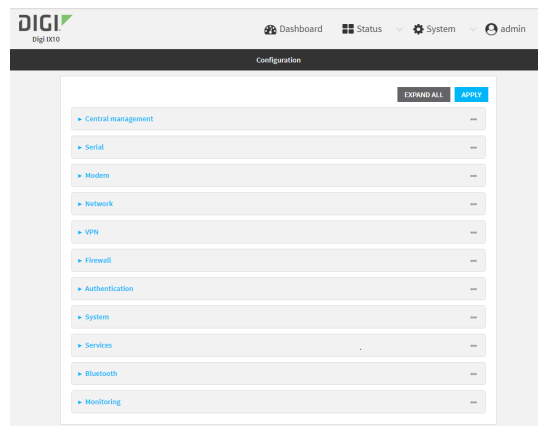 DIGI
Digi IX10
Dashboard Status System admin
Configuration
EXPAND ALL APPLY
Central management
Serial
Modem
Network
VPN
Firewall
Authentication
System
Services
Bluetooth
Monitoring